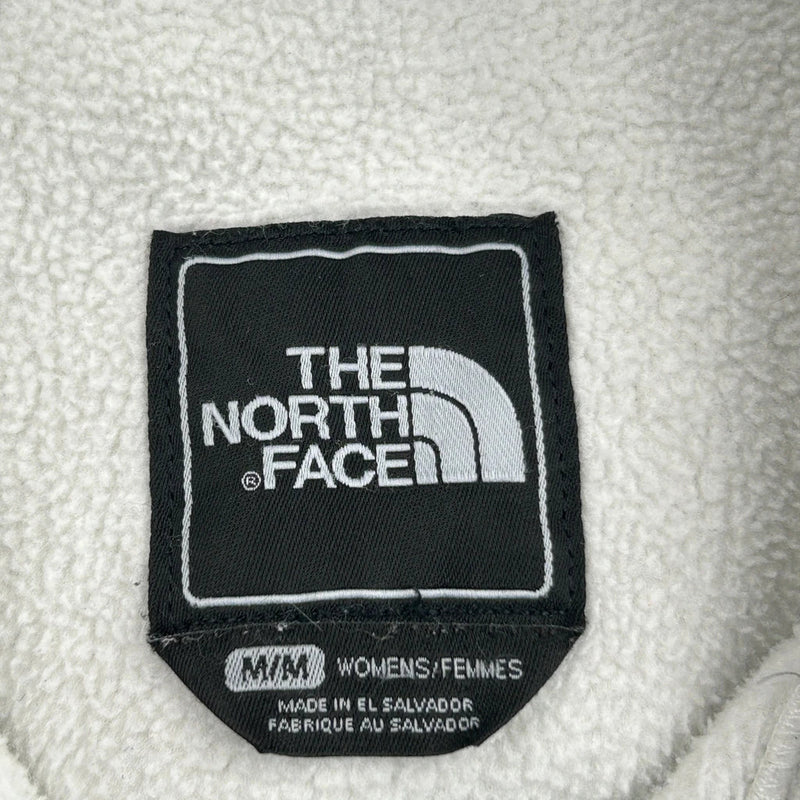 THE
NORTH
® FACE
M/M WOMENS/FEMMES
MADE IN EL SALVADOR
FABRIQUE AU SALVADOR